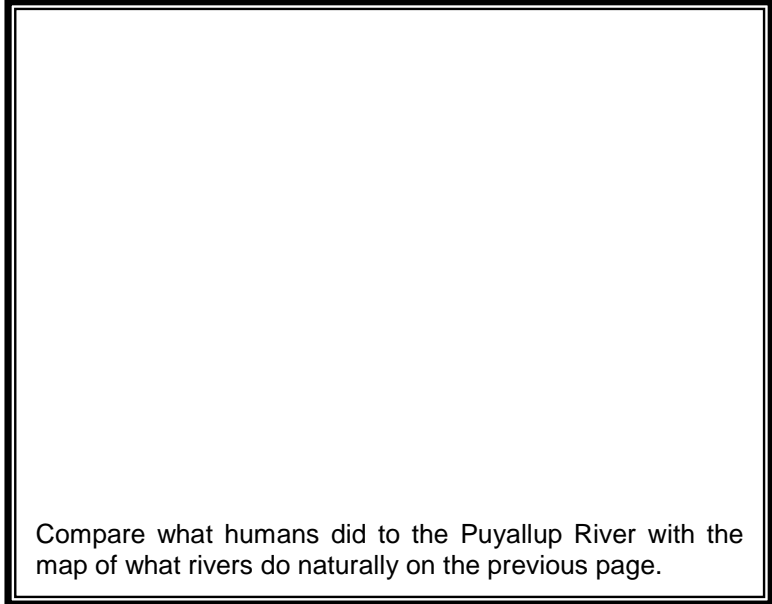 Compare what humans did to the Puyallup River with the
map of what rivers do naturally on the previous page.